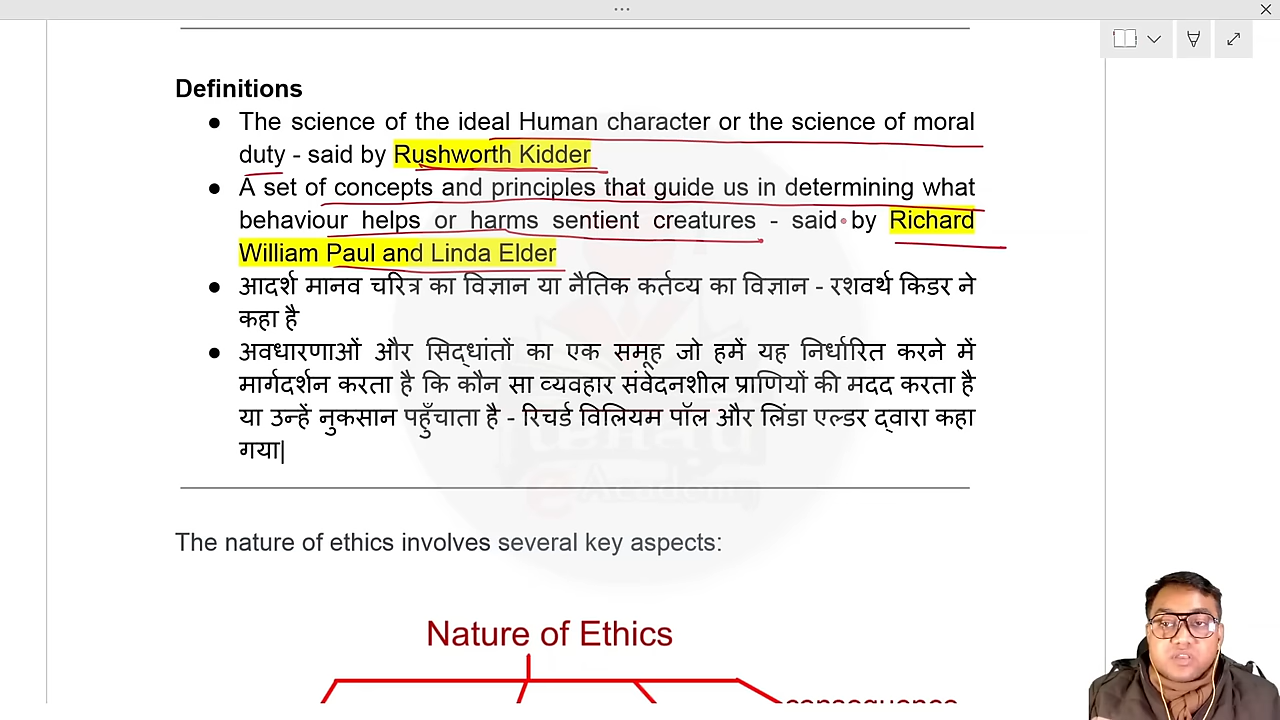 Definitions
● The science of the ideal Human character or the science of moral
duty - said by Rushworth Kidder
● A set of concepts and principles that guide us in determining what
behaviour helps or harms sentient creatures - said by Richard
William Paul and Linda Elder
● आदर्श मानव चरित्र का विज्ञान या नैतिक कर्तव्य का विज्ञान - रशवर्थ किडर ने
कहा है
● अवधारणाओं और सिद्धांतों का एक समूह जो हमें यह निर्धारित करने में
मार्गदर्शन करता है कि कौन सा व्यवहार संवेदनशील प्राणियों की मदद करता है
या उन्हें नुकसान पहुँचाता है - रिचर्ड विलियम पॉल और लिंडा एल्डर द्वारा कहा
गया|
Academy
The nature of ethics involves several key aspects:
Nature of Ethics
consequence